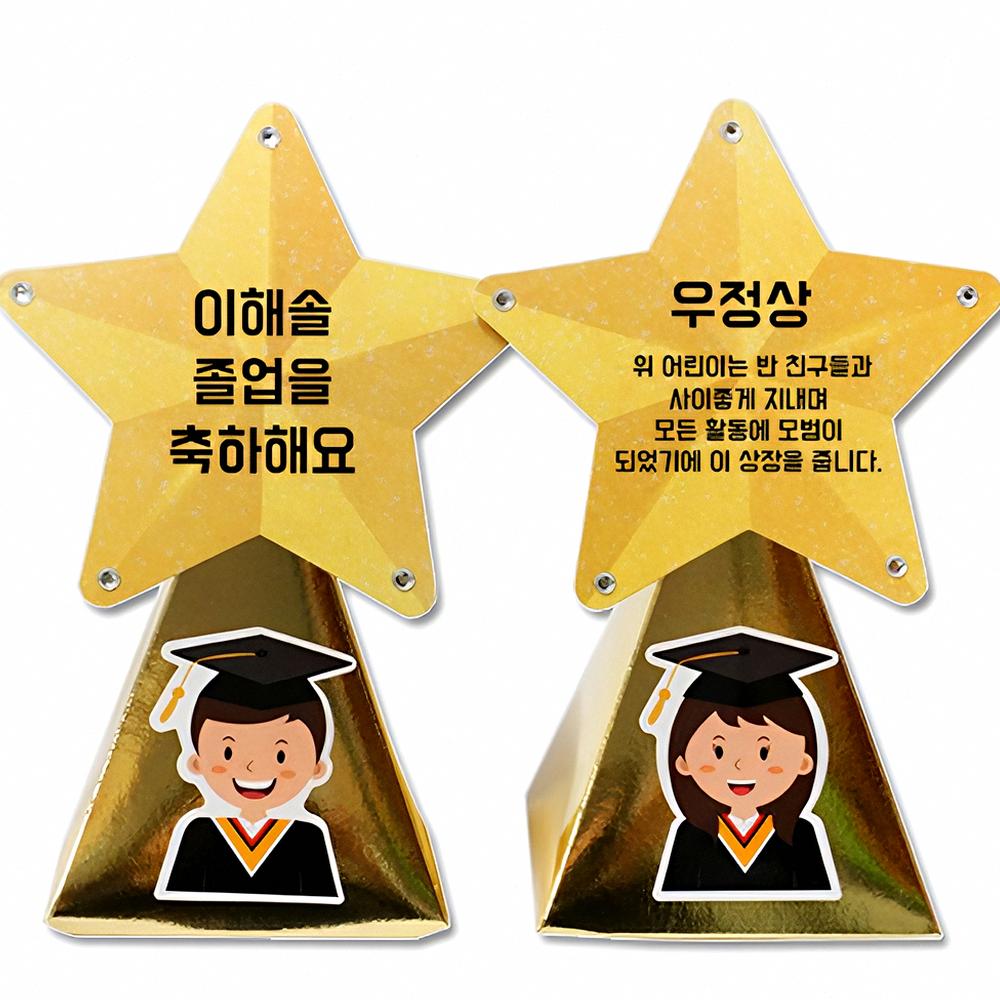 이해솔
졸업을
축하해요
우정상
위 어린이는 반 친구들과
사이좋게 지내며
모든 활동에 모범이
되었기에 이 상장을 줍니다.